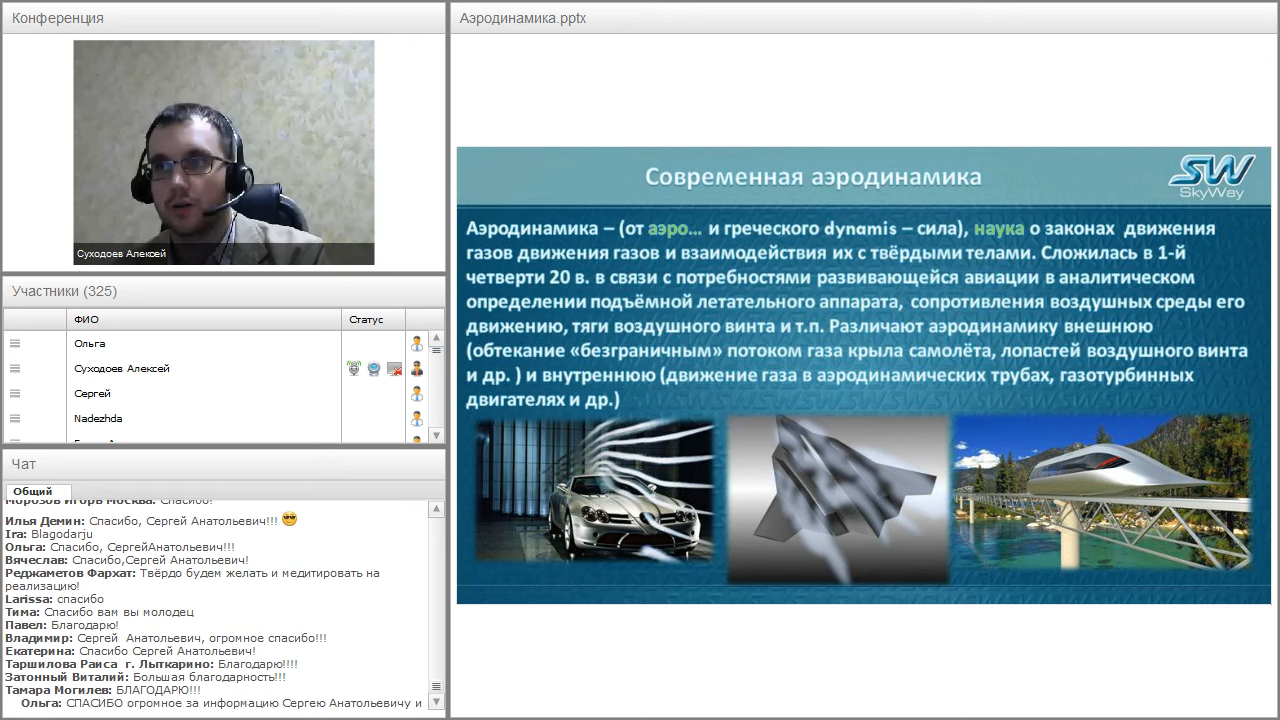 Конференция
Суходоев Алексей
Участники (325)
ФИО
Статус
Ольга
Суходоев Алексей
Сергей
Nadezhda
Чат
Общий
Морозов Игорь Москва: Спасибо!
Илья Демин: Спасибо, Сергей Анатольевич!!!
Ira: Blagodarju
Ольга: Спасибо, СергейАнатольевич!!!
Вячеслав: Спасибо,Сергей Анатольевич!
Реджаметов Фархат: Твёрдо будем желать и медитировать на
реализацию!
Larissa: спасибо
Тима: Спасибо вам вы молодец
Павел: Благодарю!
Владимир: Сергей Анатольевич, огромное спасибо!!!
Екатерина: Спасибо Сергей Анатольевич!
Таршилова Раиса г. Лыткарино: Благодарю!!!!
Затонный Виталий: Большая благодарность!!!
Тамара Могилев: БЛАГОДАРЮ!!!
Ольга: СПАСИБО огромное за информацию Сергею Анатольевичу и
Аэродинамика.pptx
Современная аэродинамика
SW
SkyWay
Аэродинамика – (от аэро... и греческого dynamis – сила), наука о законах движения
газов движения газов и взаимодействия их с твёрдыми телами. Сложилась в 1-й
четверти 20 в. в связи с потребностями развивающейся авиации в аналитическом
определении подъёмной летательного аппарата, сопротивления воздушных среды его
движению, тяги воздушного винта и т.п. Различают аэродинамику внешнюю
(обтекание «безграничным» потоком газа крыла самолёта, лопастей воздушного винта
и др. ) и внутреннюю (движение газа в аэродинамических трубах, газотурбинных
двигателях и др.)